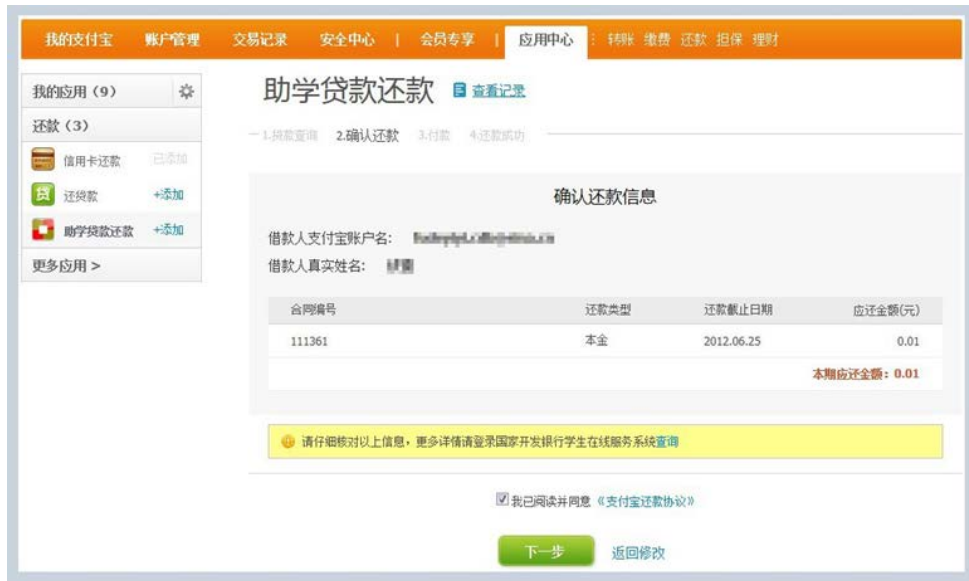 我的支付宝 账户管理 交易记录 安全中心 | 会员专享 | 应用中心 转账 缴费 还款 担保 理财
我的应用（9）
还款（3）
信用卡还款 已添加
还贷款 +添加
助学贷款还款 +添加
更多应用 >
助学贷款还款 查看记录
1.贷款查询 2.确认还款 3.付款 4.还款成功
确认还款信息
借款人支付宝账户名：
借款人真实姓名：
合同编号 还款类型 还款截止日期 应还金额(元)
111361 本金 2012.06.25 0.01
本期应还金额：0.01
请仔细核对以上信息，更多详情请登录国家开发银行学生在线服务系统查询
我已阅读并同意《支付宝还款协议》
下一步 返回修改